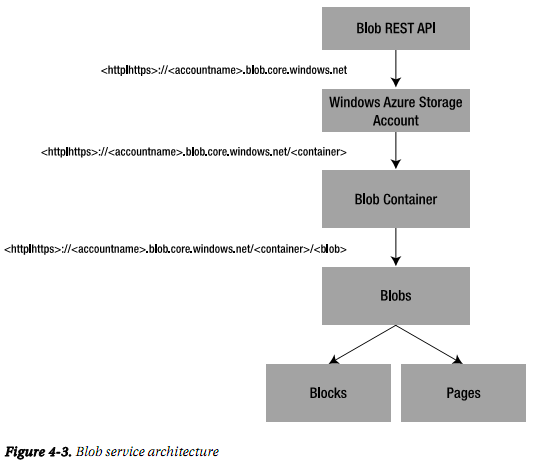 Blob REST API
<http|https>://<accountname>.blob.core.windows.net
Windows Azure Storage
Account
<http|https>://<accountname>.blob.core.windows.net/<container>
Blob Container
<http|https>://<accountname>.blob.core.windows.net/<container>/<blob>
Blobs
Blocks
Pages
Figure 4-3. Blob service architecture